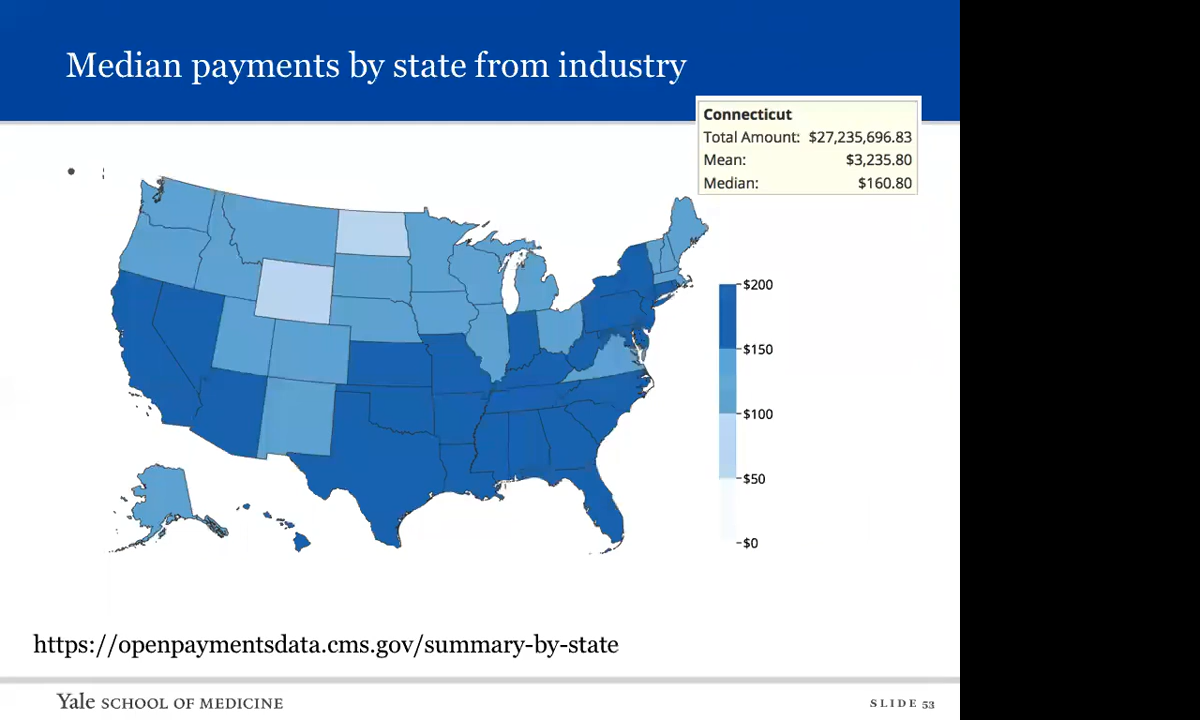 Median payments by state from industry
Connecticut
Total Amount: $27,235,696.83
Mean: $3,235.80
Median: $160.80
$200
$150
$100
$50
$0
https://openpaymentsdata.cms.gov/summary-by-state
Yale SCHOOL OF MEDICINE
SLIDE 53